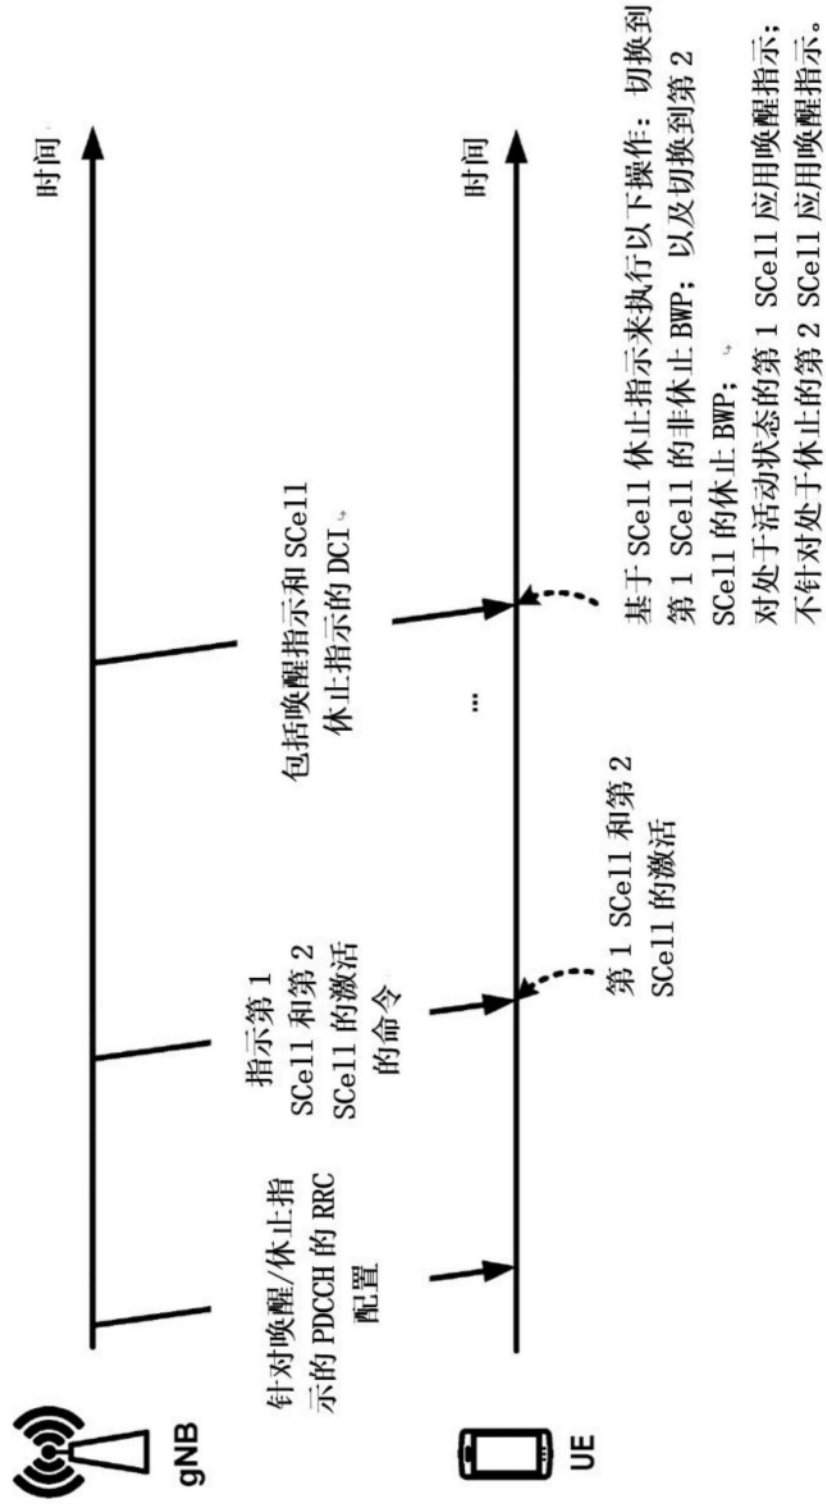 gNB
时间
针对唤醒/休止指
示的 PDCCH 的 RRC
配置
指示第 1
SCell 和第 2
SCell 的激活
的命令
包括唤醒指示和 SCell
休止指示的 DCI
...
UE
时间
第 1 SCell 和第 2
SCell 的激活
基于 SCell 休止指示来执行以下操作：切换到
第 1 SCell 的非休止 BWP；以及切换到第 2
SCell 的休止 BWP；
对处于活动状态的第 1 SCell 应用唤醒指示；
不针对处于休止的第 2 SCell 应用唤醒指示。